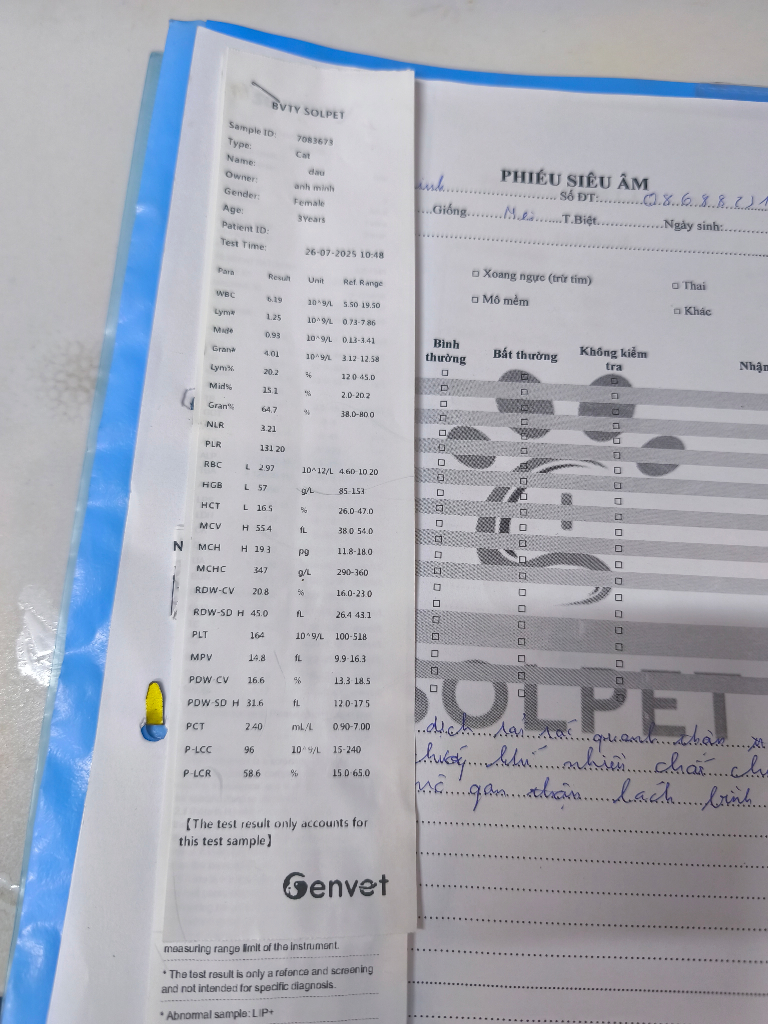 BVTY SOLPET
Sample ID: 7083673
Type: Cat
Name: dau
Owner: anh minh
Gender: Female
Age: 3Years
Patient ID:
Test Time: 26-07-2025 10:48
Para Result Unit Ref. Range
WBC 6.19 10^9/L 5.50-19.50
Lym# 1.25 10^9/L 0.73-7.86
Mid# 0.93 10^9/L 0.13-3.41
Gran# 4.01 10^9/L 3.12-12.58
Lym% 20.2 % 12.0-45.0
Mid% 15.1 % 2.0-20.2
Gran% 64.7 % 38.0-80.0
NLR 3.21
PLR 131.20
RBC L 2.97 10^12/L 4.60-10.20
HGB L 57 g/L 85-153
HCT L 16.5 % 26.0-47.0
MCV H 55.4 fL 38.0-54.0
MCH H 19.3 pg 11.8-18.0
MCHC 347 g/L 290-360
RDW-CV 20.8 % 16.0-23.0
RDW-SD H 45.0 fL 26.4-43.1
PLT 164 10^9/L 100-518
MPV 14.8 fL 9.9-16.3
PDW-CV 16.6 % 13.3-18.5
PDW-SD H 31.6 fL 12.0-17.5
PCT 2.40 mL/L 0.90-7.00
P-LCC 96 10^9/L 15-240
P-LCR 58.6 % 15.0-65.0
【The test result only accounts for
this test sample】
Genvet
measuring range limit of the instrument.
* The test result is only a refence and screening
and not intended for specific diagnosis.
* Abnormal sample: LIP+
PHIẾU SIÊU ÂM
Số ĐT: 0868821
Giống Mèo T.Biệt Ngày sinh:
Xoang ngực (trừ tim) Thai
Mô mềm Khác
Bình thường Bất thường Không kiểm tra
SOLPET
dịch rải rác quanh thận
khí nhiều chất
gan thận lách bình